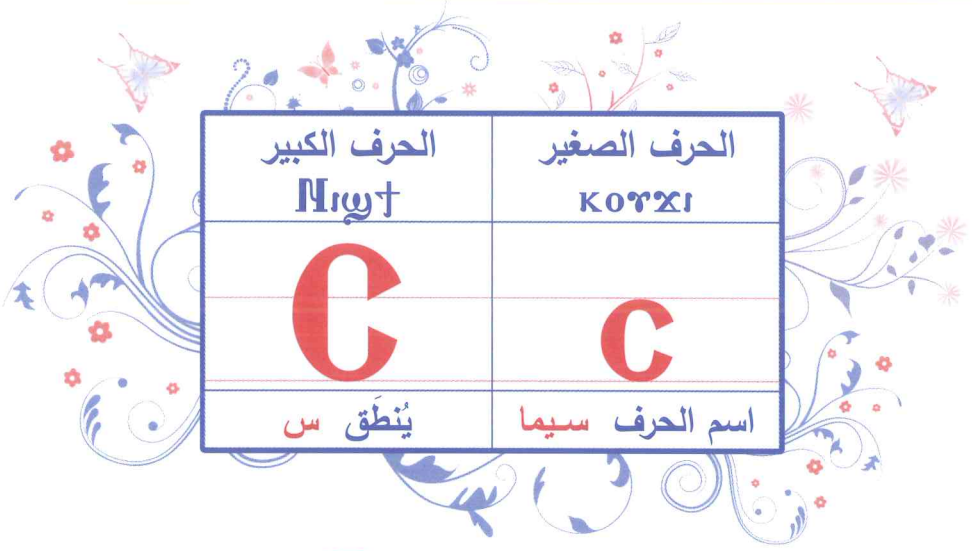 الحرف الصغير
الحرف الكبير
ⲕⲟⲩϫⲓ
Ⲛⲓϣϯ
ⲥ
Ⲥ
اسم الحرف سيما
يُنطَق س